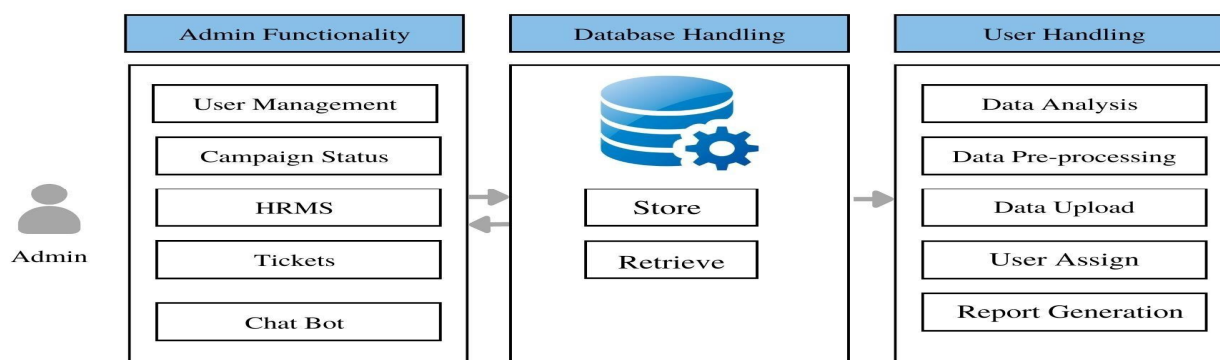 Admin Functionality
Database Handling
User Handling
Admin
User Management
Campaign Status
HRMS
Tickets
Chat Bot
Store
Retrieve
Data Analysis
Data Pre-processing
Data Upload
User Assign
Report Generation